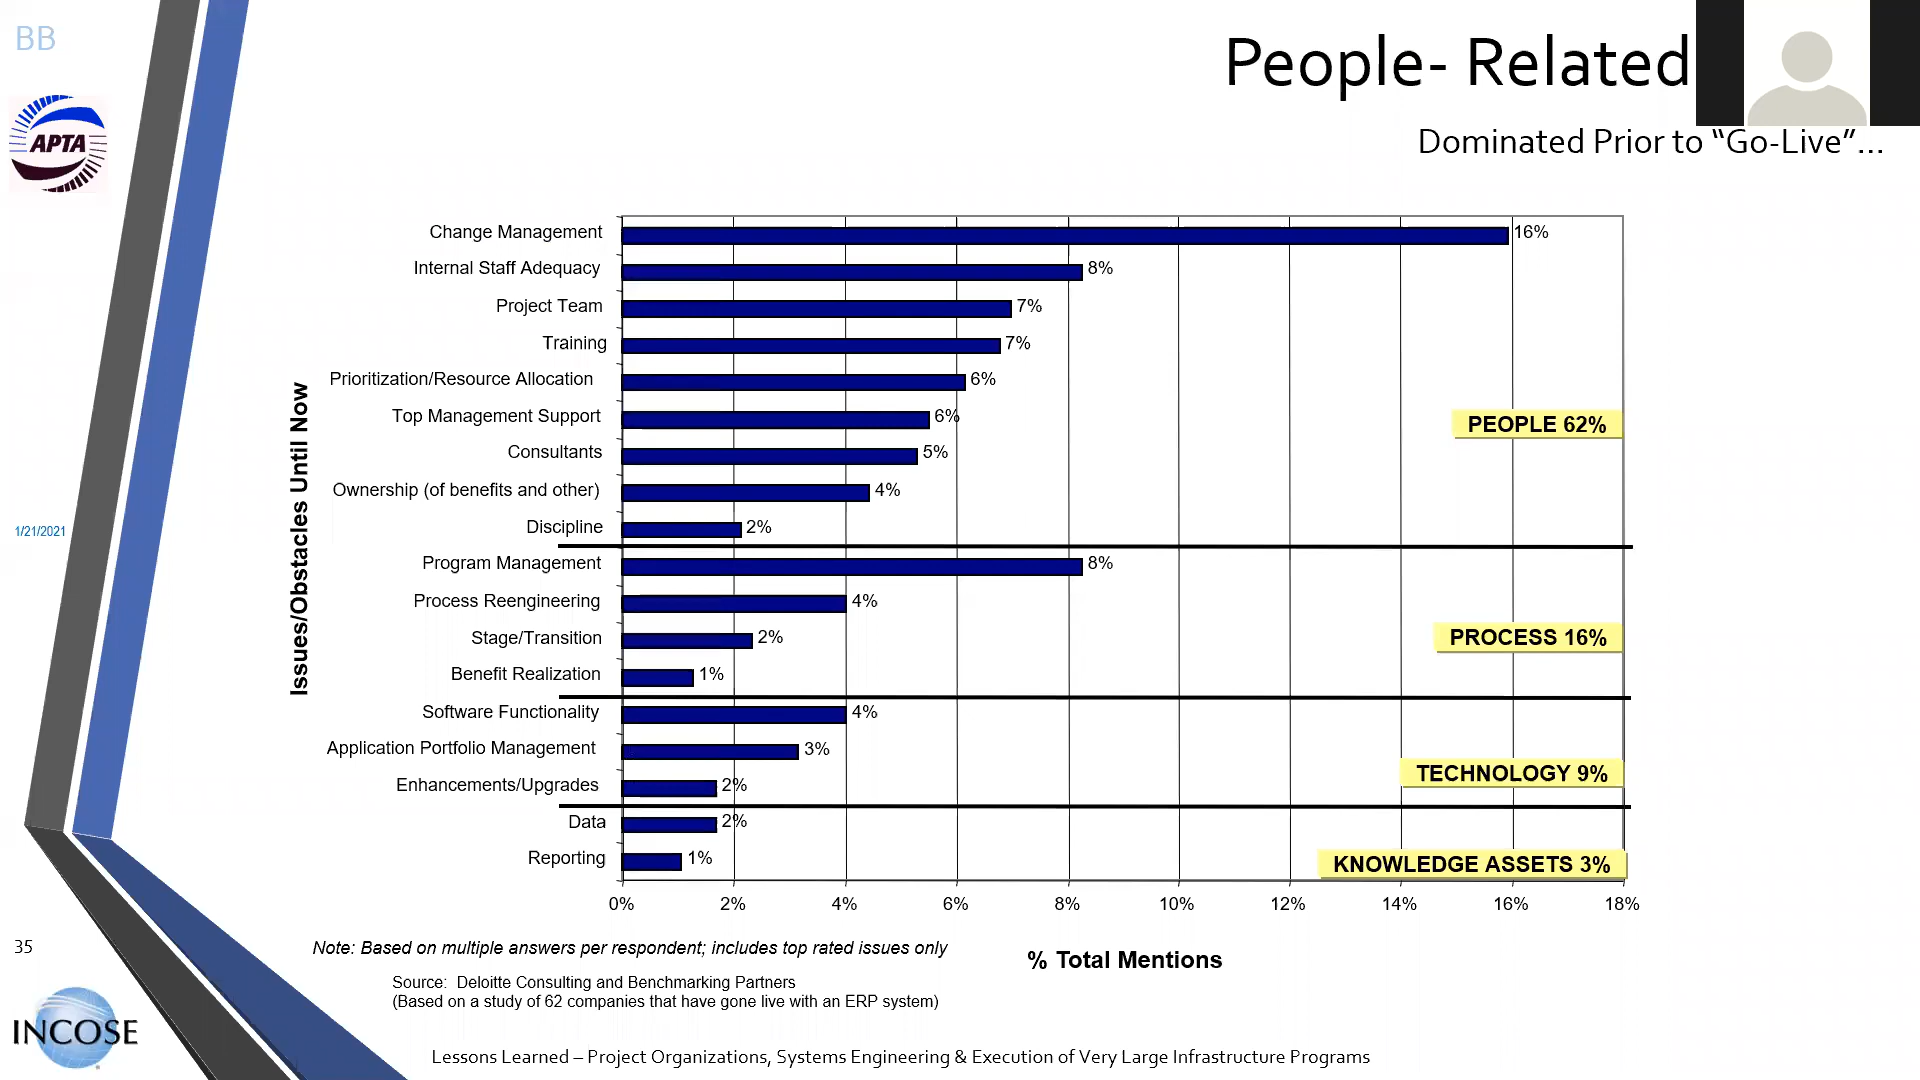 BB
People- Related
Dominated Prior to “Go-Live”…
APTA
1/21/2021
35
INCOSE
Issues/Obstacles Until Now
Change Management 16%
Internal Staff Adequacy 8%
Project Team 7%
Training 7%
Prioritization/Resource Allocation 6%
Top Management Support 6%
PEOPLE 62%
Consultants 5%
Ownership (of benefits and other) 4%
Discipline 2%
Program Management 8%
Process Reengineering 4%
Stage/Transition 2%
PROCESS 16%
Benefit Realization 1%
Software Functionality 4%
Application Portfolio Management 3%
TECHNOLOGY 9%
Enhancements/Upgrades 2%
Data 2%
Reporting 1%
KNOWLEDGE ASSETS 3%
0% 2% 4% 6% 8% 10% 12% 14% 16% 18%
% Total Mentions
Note: Based on multiple answers per respondent; includes top rated issues only
Source: Deloitte Consulting and Benchmarking Partners
(Based on a study of 62 companies that have gone live with an ERP system)
Lessons Learned – Project Organizations, Systems Engineering & Execution of Very Large Infrastructure Programs